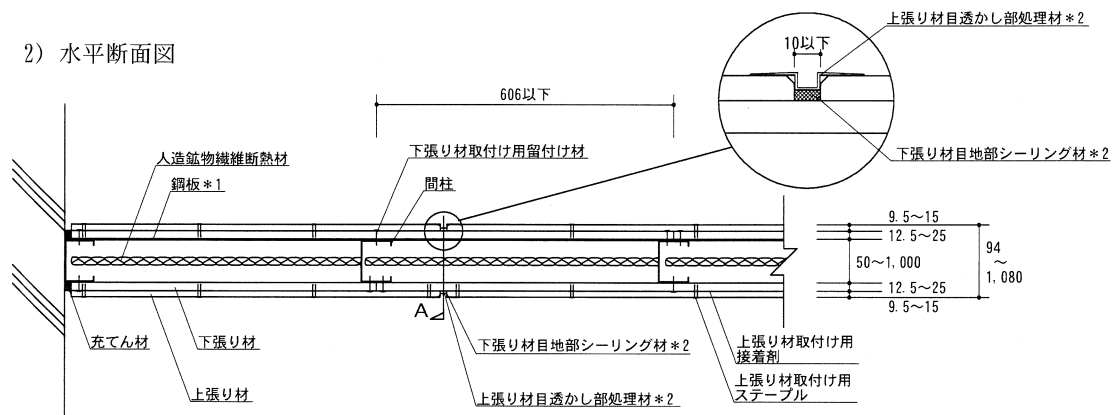 2) 水平断面図
上張り材目透かし部処理材*2
10以下
606以下
下張り材目地部シーリング材*2
人造鉱物繊維断熱材
鋼板*1
下張り材取付け用留付け材
間柱
9.5~15
12.5~25
50~1,000
94
~
1,080
12.5~25
9.5~15
A
充てん材
下張り材
上張り材
下張り材目地部シーリング材*2
上張り材目透かし部処理材*2
上張り材取付け用
接着剤
上張り材取付け用
ステープル